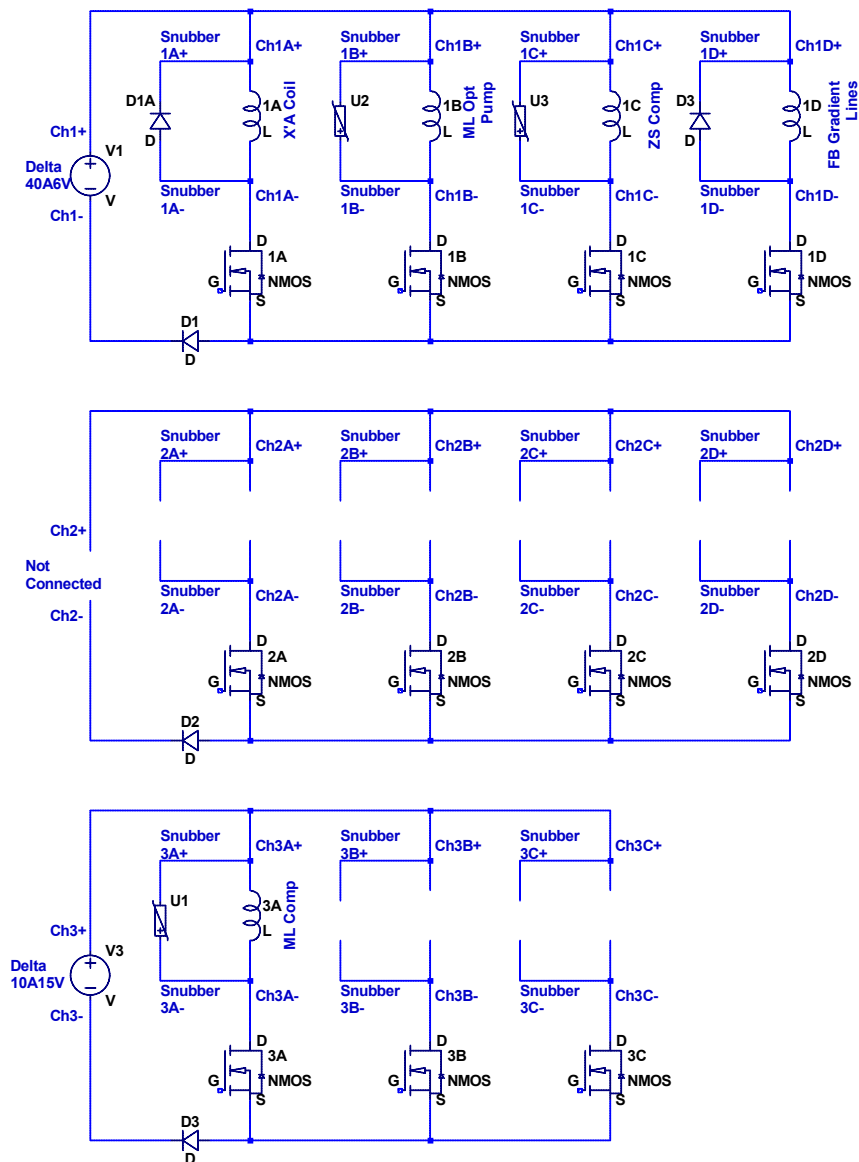 Snubber
1A+
Ch1A+
Snubber
1B+
Ch1B+
Snubber
1C+
Ch1C+
Snubber
1D+
Ch1D+
D1A
D
1A
L
X'A Coil
U2
1B
L
ML Opt
Pump
U3
1C
L
ZS Comp
D3
D
1D
L
FB Gradient
Lines
Ch1+
V1
Delta
40A6V
V
Ch1-
Snubber
1A-
Ch1A-
Snubber
1B-
Ch1B-
Snubber
1C-
Ch1C-
Snubber
1D-
Ch1D-
D
1A
G
NMOS
S
D
1B
G
NMOS
S
D
1C
G
NMOS
S
D
1D
G
NMOS
S
D1
D
Snubber
2A+
Ch2A+
Snubber
2B+
Ch2B+
Snubber
2C+
Ch2C+
Snubber
2D+
Ch2D+
Ch2+
Not
Connected
Ch2-
Snubber
2A-
Ch2A-
Snubber
2B-
Ch2B-
Snubber
2C-
Ch2C-
Snubber
2D-
Ch2D-
D
2A
G
NMOS
S
D
2B
G
NMOS
S
D
2C
G
NMOS
S
D
2D
G
NMOS
S
D2
D
Snubber
3A+
Ch3A+
Snubber
3B+
Ch3B+
Snubber
3C+
Ch3C+
U1
3A
L
ML Comp
Ch3+
V3
Delta
10A15V
V
Ch3-
Snubber
3A-
Ch3A-
Snubber
3B-
Ch3B-
Snubber
3C-
Ch3C-
D
3A
G
NMOS
S
D
3B
G
NMOS
S
D
3C
G
NMOS
S
D3
D